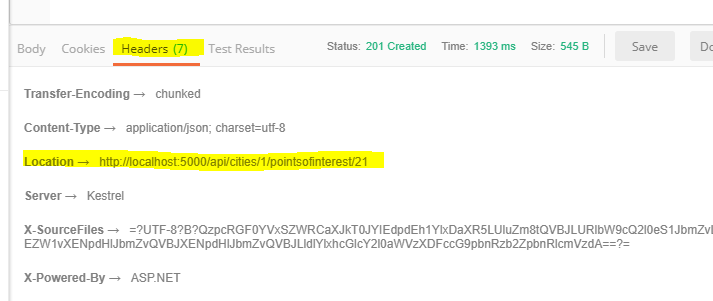 Body Cookies Headers (7) Test Results Status: 201 Created Time: 1393 ms Size: 545 B Save Do
Transfer-Encoding → chunked
Content-Type → application/json; charset=utf-8
Location → http://localhost:5000/api/cities/1/pointsofinterest/21
Server → Kestrel
X-SourceFiles → =?UTF-8?B?
X-Powered-By → ASP.NET